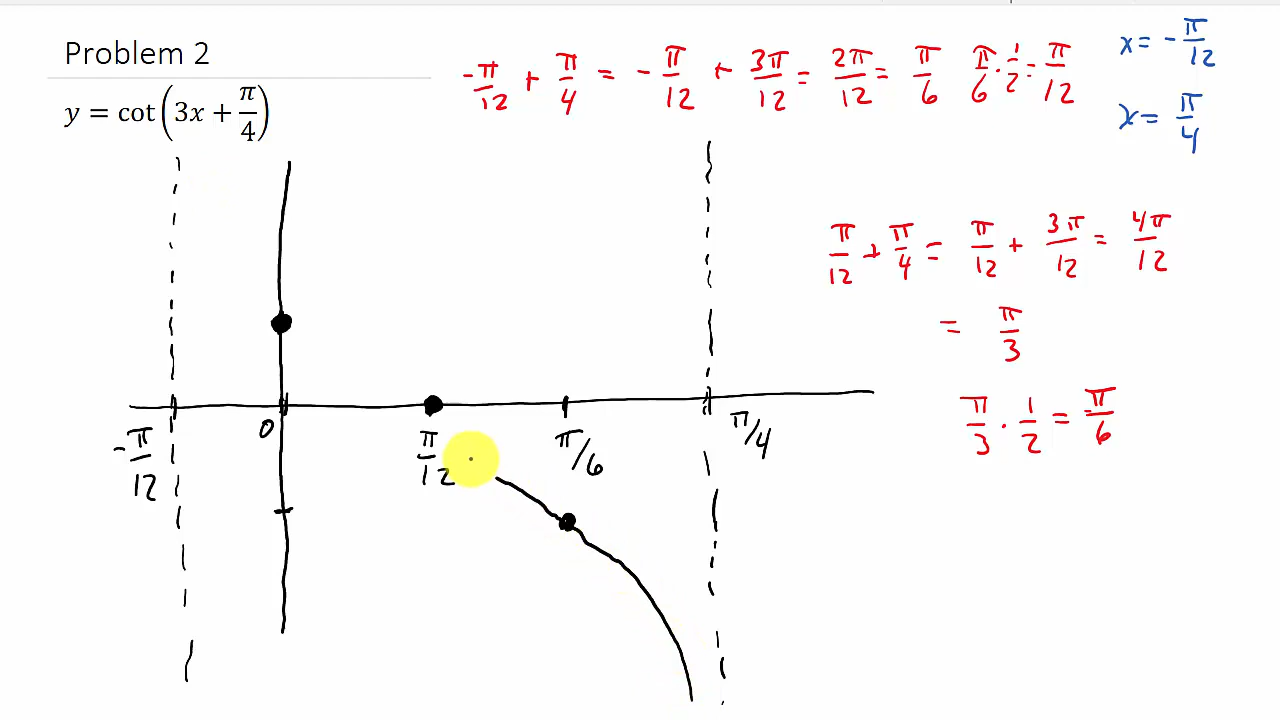 Problem 2
y = cot(3x + π/4)
-π/12 + π/4 = -π/12 + 3π/12 = 2π/12 = π/6 π/6 · 1/2 = π/12
x = -π/12
x = π/4
π/12 + π/4 = π/12 + 3π/12 = 4π/12
= π/3
π/3 · 1/2 = π/6
-π/12
0
π/12
π/6
π/4